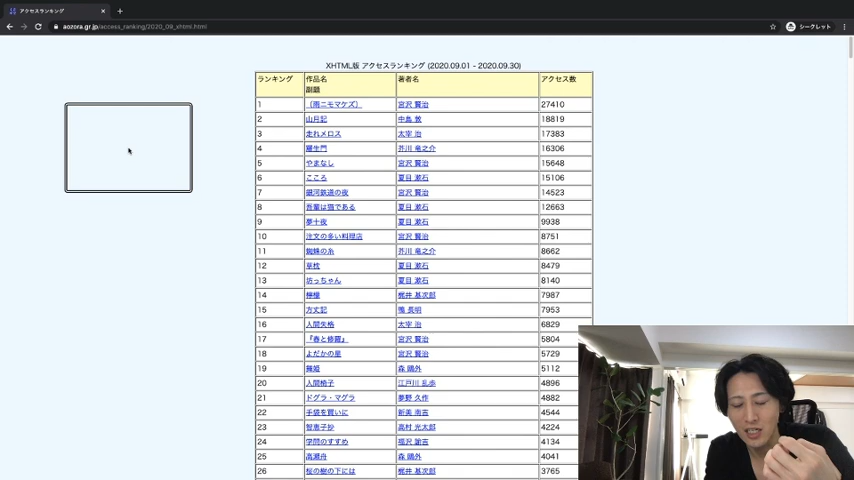 アクセスランキング
aozora.gr.jp/access_ranking/2020_09_xhtml.html
シークレット
XHTML版 アクセスランキング (2020.09.01 - 2020.09.30)
ランキング 作品名 副題 著者名 アクセス数
1 〔雨ニモマケズ〕 宮沢 賢治 27410
2 山月記 中島 敦 18819
3 走れメロス 太宰 治 17383
4 羅生門 芥川 竜之介 16306
5 やまなし 宮沢 賢治 15648
6 こころ 夏目 漱石 15106
7 銀河鉄道の夜 宮沢 賢治 14523
8 吾輩は猫である 夏目 漱石 12663
9 夢十夜 夏目 漱石 9938
10 注文の多い料理店 宮沢 賢治 8751
11 蜘蛛の糸 芥川 竜之介 8662
12 草枕 夏目 漱石 8479
13 坊っちゃん 夏目 漱石 8140
14 檸檬 梶井 基次郎 7987
15 方丈記 鴨 長明 7953
16 人間失格 太宰 治 6829
17 『春と修羅』 宮沢 賢治 5804
18 よだかの星 宮沢 賢治 5729
19 舞姫 森 鴎外 5112
20 人間椅子 江戸川 乱歩 4896
21 ドグラ・マグラ 夢野 久作 4882
22 手袋を買いに 新美 南吉 4544
23 智恵子抄 高村 光太郎 4224
24 学問のすすめ 福沢 諭吉 4134
25 高瀬舟 森 鴎外 4041
26 桜の樹の下には 梶井 基次郎 3765